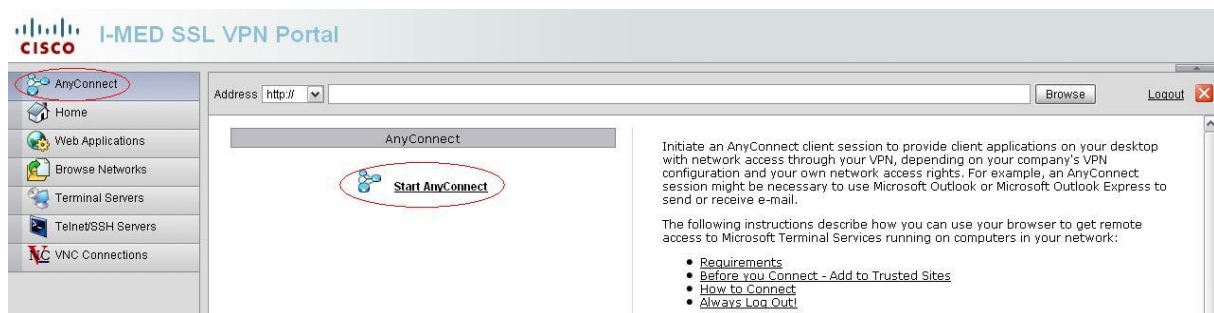 CISCO
I-MED SSL VPN Portal
AnyConnect
Home
Web Applications
Browse Networks
Terminal Servers
Telnet/SSH Servers
VNC Connections
Address http:// Browse Logout
AnyConnect
Start AnyConnect
Initiate an AnyConnect client session to provide client applications on your desktop
with network access through your VPN, depending on your company's VPN
configuration and your own network access rights. For example, an AnyConnect
session might be necessary to use Microsoft Outlook or Microsoft Outlook Express to
send or receive e-mail.
The following instructions describe how you can use your browser to get remote
access to Microsoft Terminal Services running on computers in your network:
Requirements
Before you Connect - Add to Trusted Sites
How to Connect
Always Log Out!